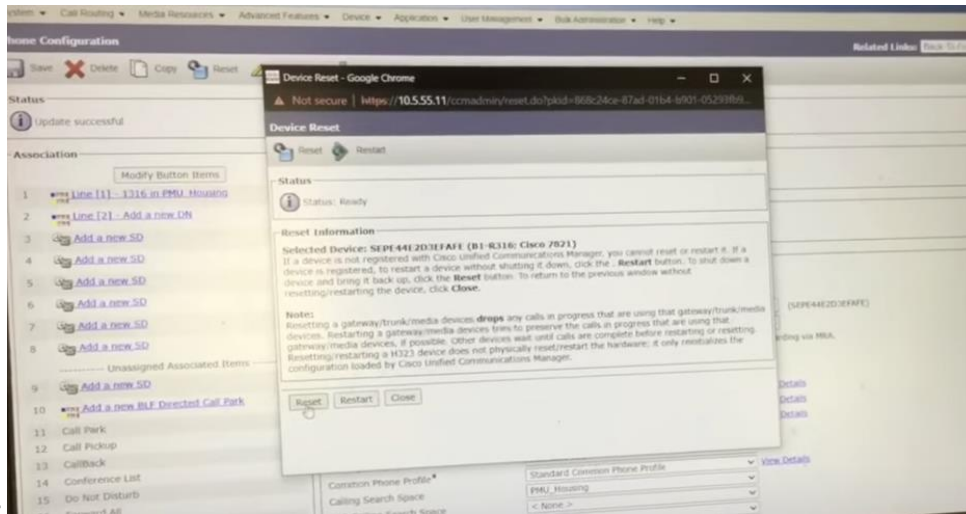 System Call Routing Media Resources Advanced Features Device Application User Management Bulk Administration Help
Phone Configuration
Related Links:
Save Delete Copy Reset
Status
Update successful
Association
Modify Button Items
1 Line [1] - 1316 in PMU_Housing
2 Line [2] - Add a new DN
3 Add a new SD
4 Add a new SD
5 Add a new SD
6 Add a new SD
7 Add a new SD
8 Add a new SD
Unassigned Associated Items
9 Add a new SD
10 Add a new BLF Directed Call Park
11 Call Park
12 Call Pickup
13 CallBack
14 Conference List
15 Do Not Disturb
Forward All
Device Reset - Google Chrome
Not secure | https://10.5.55.11/ccmadmin/reset.do?pkid=868c24ce-87ad-01b4-b901-05293fb9...
Device Reset
Reset Restart
Status
Status: Ready
Reset Information
Selected Device: SEPE44E2D3EFAFE (B1-R316: Cisco 7821)
If a device is not registered with Cisco Unified Communications Manager, you cannot reset or restart it. If a
device is registered, to restart a device without shutting it down, click the . Restart button. To shut down a
device and bring it back up, click the Reset button. To return to the previous window without
resetting/restarting the device, click Close.
Note:
Resetting a gateway/trunk/media devices drops any calls in progress that are using that gateway/trunk/media
devices. Restarting a gateway/media devices tries to preserve the calls in progress that are using that
gateway/media devices, if possible. Other devices wait until calls are complete before restarting or resetting.
Resetting/restarting a H323 device does not physically reset/restart the hardware; it only reinitializes the
configuration loaded by Cisco Unified Communications Manager.
Reset Restart Close
(SEPE44E2D3EFAFE)
via MRA.
Details
Details
Details
Common Phone Profile* Standard Common Phone Profile View Details
Calling Search Space PMU_Housing
Search Space < None >